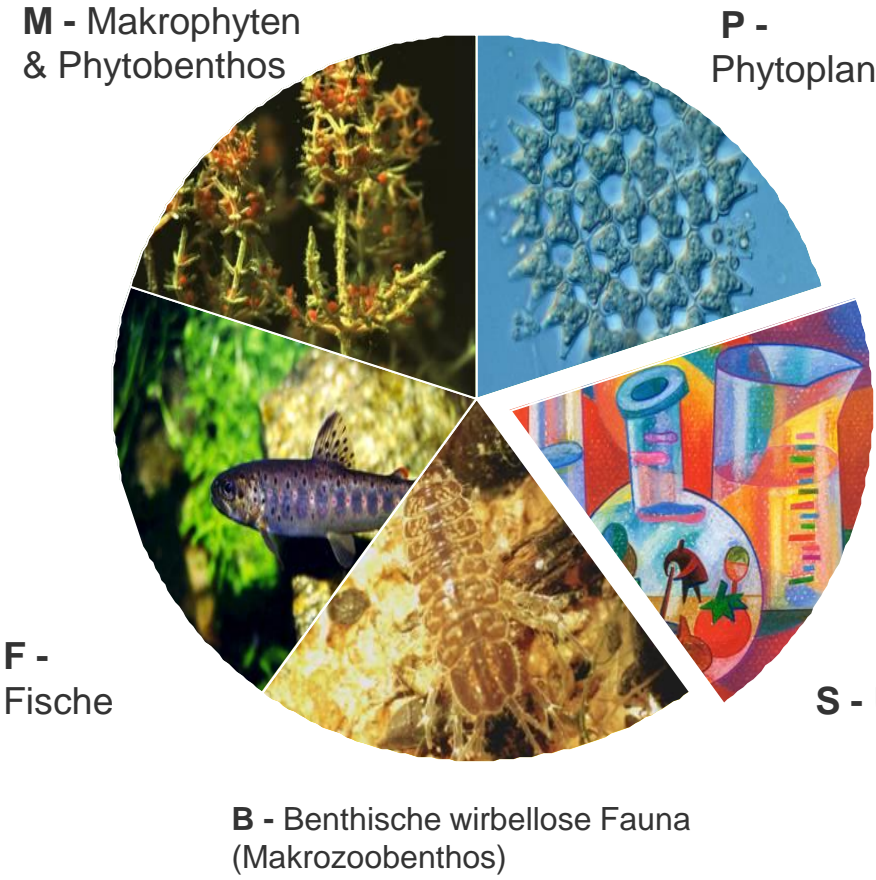 M - Makrophyten
& Phytobenthos
P -
Phytoplan
F -
Fische
S -
B - Benthische wirbellose Fauna
(Makrozoobenthos)